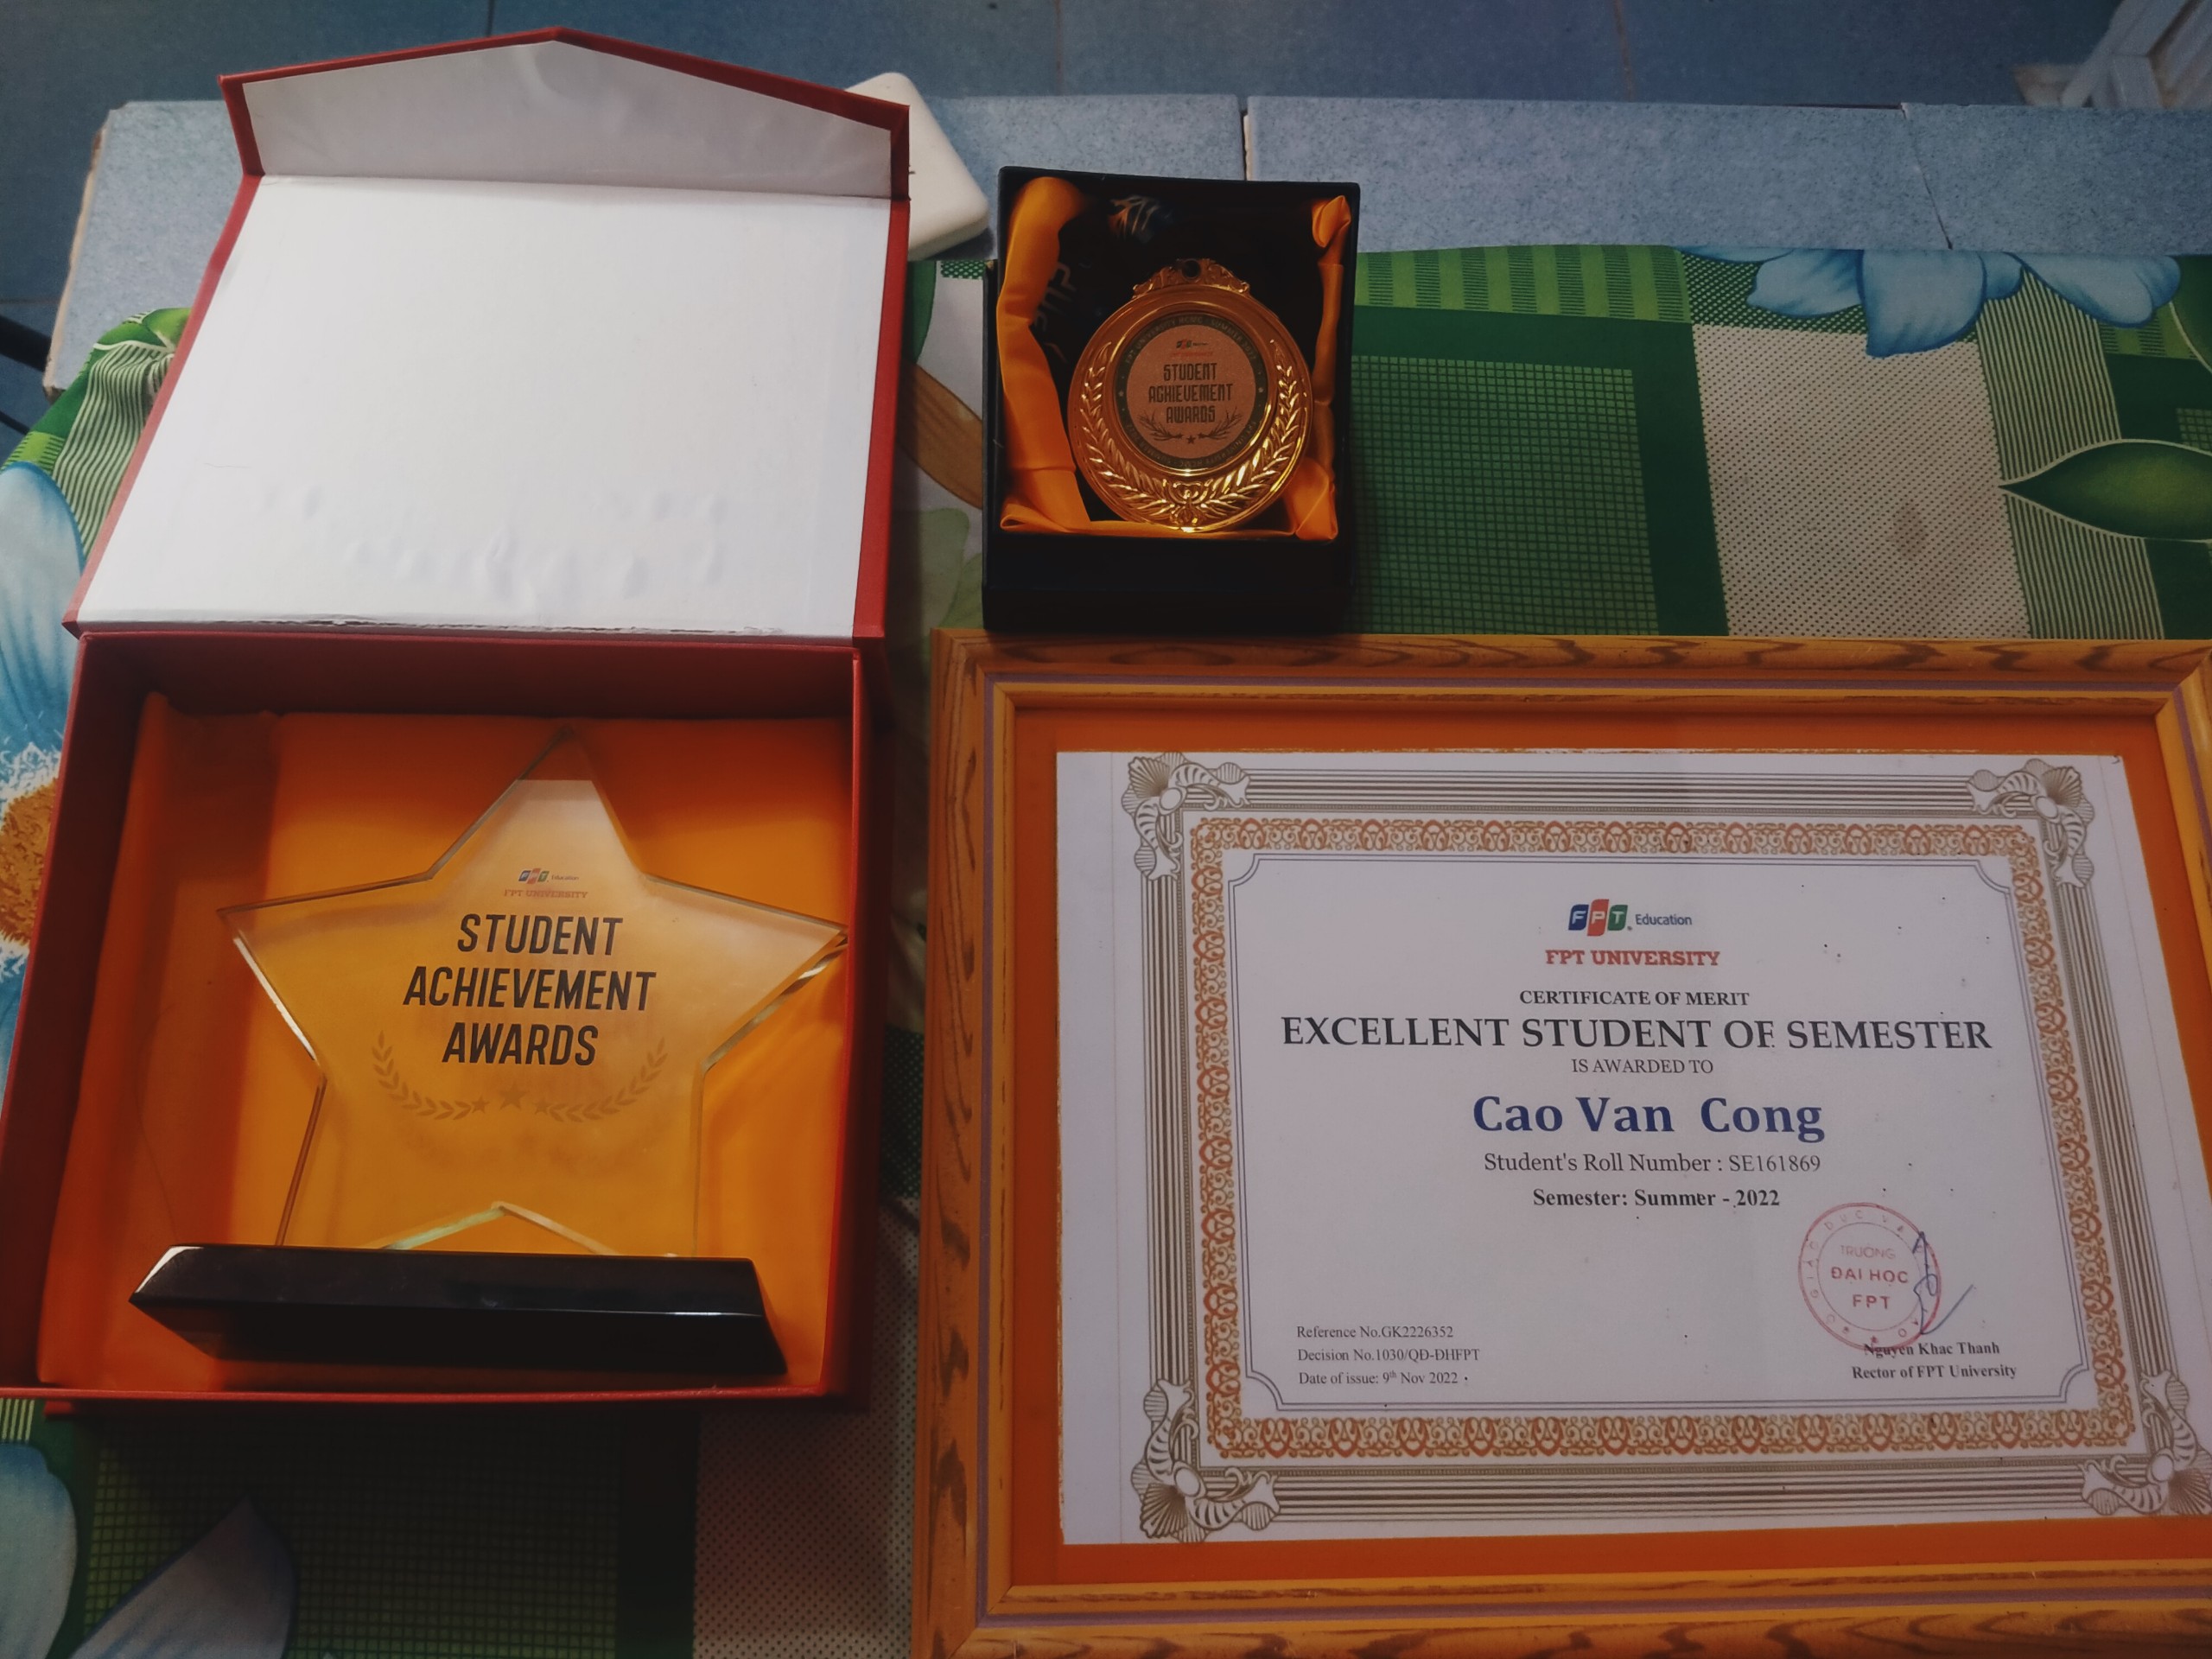 FPT Education
FPT UNIVERSITY
STUDENT
ACHIEVEMENT
AWARDS
STUDENT
ACHIEVEMENT
AWARDS
FPT Education
FPT UNIVERSITY
CERTIFICATE OF MERIT
EXCELLENT STUDENT OF SEMESTER
IS AWARDED TO
Cao Van Cong
Student's Roll Number : SE161869
Semester: Summer - 2022
TRƯỜNG
ĐẠI HỌC
FPT
Reference No.GK2226352
Decision No.1030/QĐ-ĐHFPT
Date of issue: 9th Nov 2022
Nguyen Khac Thanh
Rector of FPT University